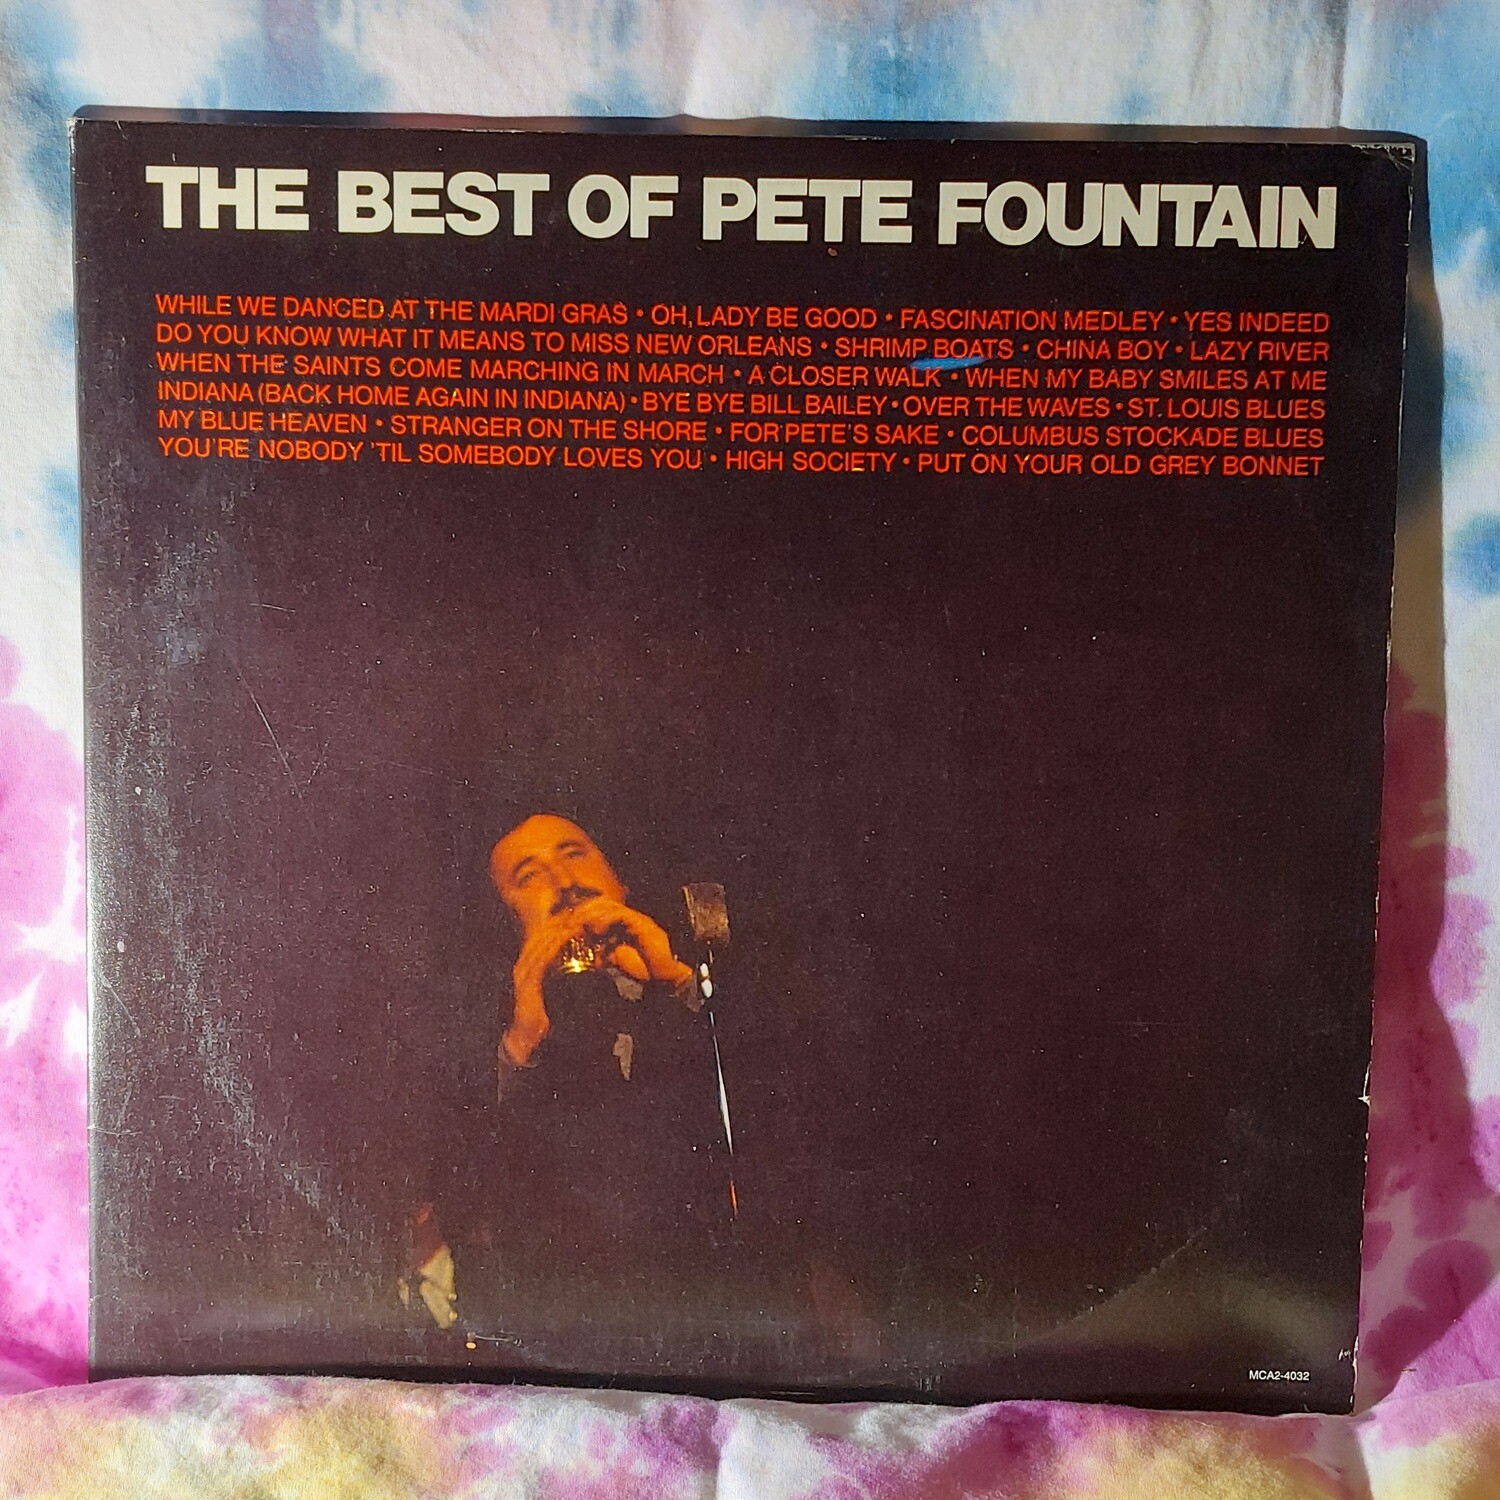 THE BEST OF PETE FOUNTAIN
WHILE WE DANCED AT THE MARDI GRAS • OH, LADY BE GOOD • FASCINATION MEDLEY • YES INDEED
DO YOU KNOW WHAT IT MEANS TO MISS NEW ORLEANS • SHRIMP BOATS • CHINA BOY • LAZY RIVER
WHEN THE SAINTS COME MARCHING IN MARCH • A CLOSER WALK • WHEN MY BABY SMILES AT ME
INDIANA (BACK HOME AGAIN IN INDIANA) • BYE BYE BILL BAILEY • OVER THE WAVES • ST. LOUIS BLUES
MY BLUE HEAVEN • STRANGER ON THE SHORE • FOR PETE'S SAKE • COLUMBUS STOCKADE BLUES
YOU'RE NOBODY 'TIL SOMEBODY LOVES YOU • HIGH SOCIETY • PUT ON YOUR OLD GREY BONNET
MCA2-4032